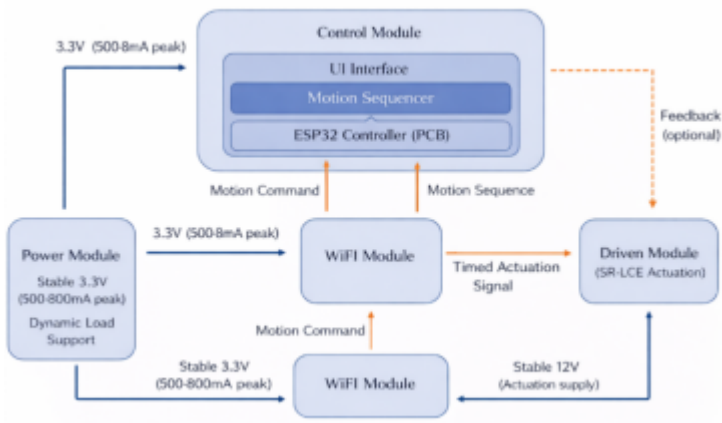 Control Module
3.3V (500-8mA peak)
UI Interface
Motion Sequencer
ESP32 Controller (PCB)
Feedback
(optional)
Motion Command
Motion Sequence
3.3V (500-8mA peak)
Power Module
Stable 3.3V
(500-800mA peak)
Dynamic Load
Support
WiFI Module
Timed Actuation
Signal
Driven Module
(SR-LCE Actuation)
Motion Command
Stable 3.3V
(500-800mA peak)
WiFI Module
Stable 12V
(Actuation supply)